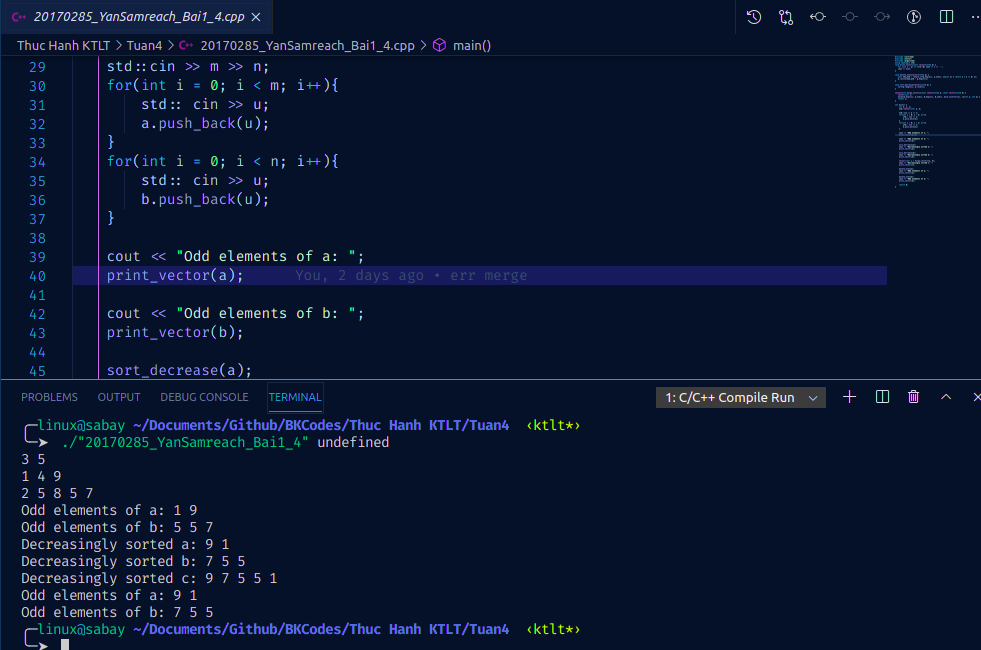 20170285_YanSamreach_Bai1_4.cpp
Thuc Hanh KTLT > Tuan4 > 20170285_YanSamreach_Bai1_4.cpp > main()
29 std::cin >> m >> n;
30 for(int i = 0; i < m; i++){
31 std:: cin >> u;
32 a.push_back(u);
33 }
34 for(int i = 0; i < n; i++){
35 std:: cin >> u;
36 b.push_back(u);
37 }
38
39 cout << "Odd elements of a: ";
40 print_vector(a); You, 2 days ago • err merge
41
42 cout << "Odd elements of b: ";
43 print_vector(b);
44
45 sort_decrease(a);
PROBLEMS OUTPUT DEBUG CONSOLE TERMINAL 1: C/C++ Compile Run
linux@sabay ~/Documents/Github/BKCodes/Thuc Hanh KTLT/Tuan4 ‹ktlt*›
./"20170285_YanSamreach_Bai1_4" undefined
3 5
1 4 9
2 5 8 5 7
Odd elements of a: 1 9
Odd elements of b: 5 5 7
Decreasingly sorted a: 9 1
Decreasingly sorted b: 7 5 5
Decreasingly sorted c: 9 7 5 5 1
Odd elements of a: 9 1
Odd elements of b: 7 5 5
linux@sabay ~/Documents/Github/BKCodes/Thuc Hanh KTLT/Tuan4 ‹ktlt*›